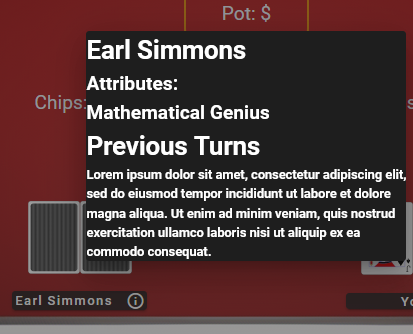 Pot: $
Earl Simmons
Attributes:
Chips:
Mathematical Genius
Previous Turns
Lorem ipsum dolor sit amet, consectetur adipiscing elit,
sed do eiusmod tempor incididunt ut labore et dolore
magna aliqua. Ut enim ad minim veniam, quis nostrud
exercitation ullamco laboris nisi ut aliquip ex ea
commodo consequat.
Earl Simmons